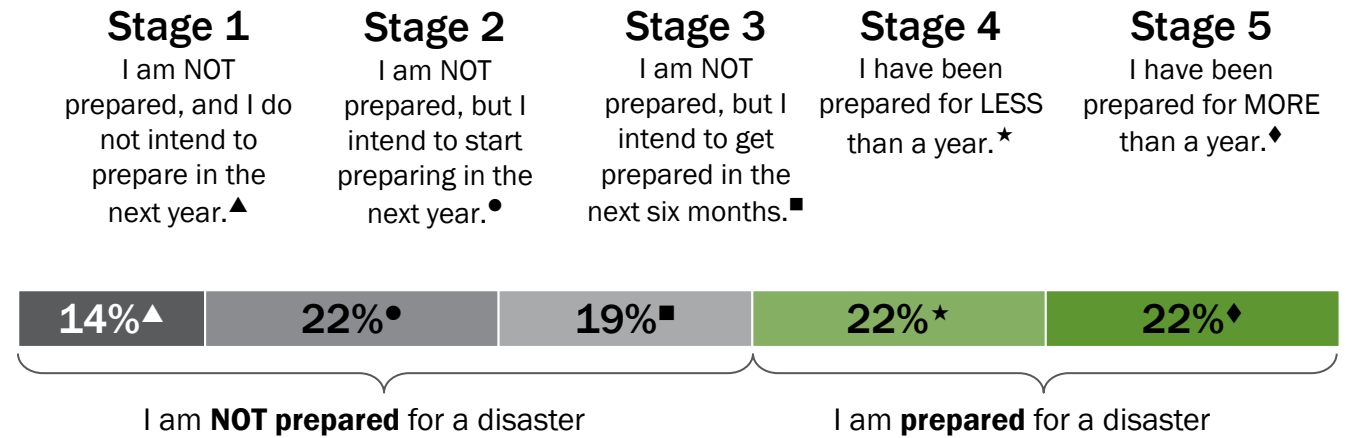 Stage 1
I am NOT
prepared, and I do
not intend to
prepare in the
next year.▲
Stage 2
I am NOT
prepared, but I
intend to start
preparing in the
next year.●
Stage 3
I am NOT
prepared, but I
intend to get
prepared in the
next six months.■
Stage 4
I have been
prepared for LESS
than a year.★
Stage 5
I have been
prepared for MORE
than a year.♦
14%▲
22%●
19%■
22%★
22%♦
I am NOT prepared for a disaster
I am prepared for a disaster